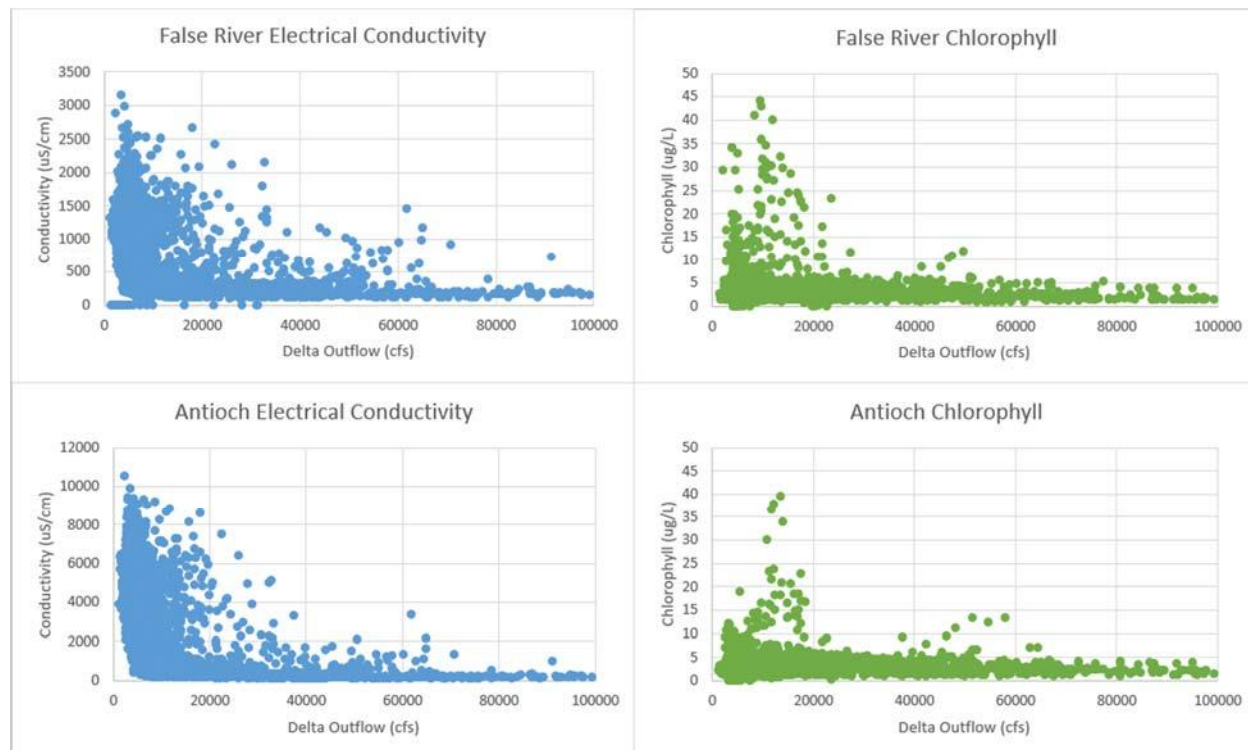 False River Electrical Conductivity
Conductivity (uS/cm)
3500
3000
2500
2000
1500
1000
500
0
0 20000 40000 60000 80000 100000
Delta Outflow (cfs)
False River Chlorophyll
Chlorophyll (ug/L)
50
45
40
35
30
25
20
15
10
5
0
0 20000 40000 60000 80000 100000
Delta Outflow (cfs)
Antioch Electrical Conductivity
Conductivity (uS/cm)
12000
10000
8000
6000
4000
2000
0
0 20000 40000 60000 80000 100000
Delta Outflow (cfs)
Antioch Chlorophyll
Chlorophyll (ug/L)
50
45
40
35
30
25
20
15
10
5
0
0 20000 40000 60000 80000 100000
Delta Outflow (cfs)